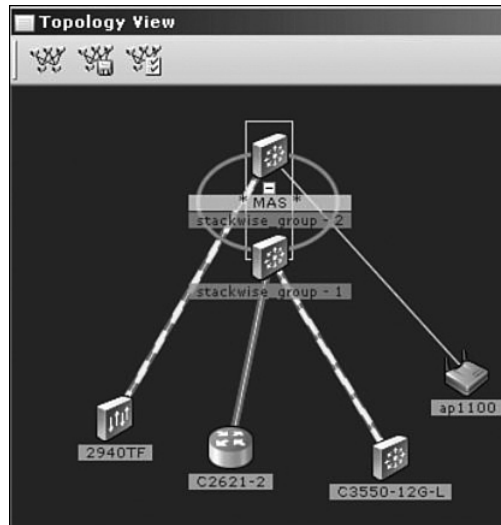 Topology View
* MAS *
stackwise_group - 2
stackwise_group - 1
ap1100
2940TF
C2621-2
C3550-12G-L